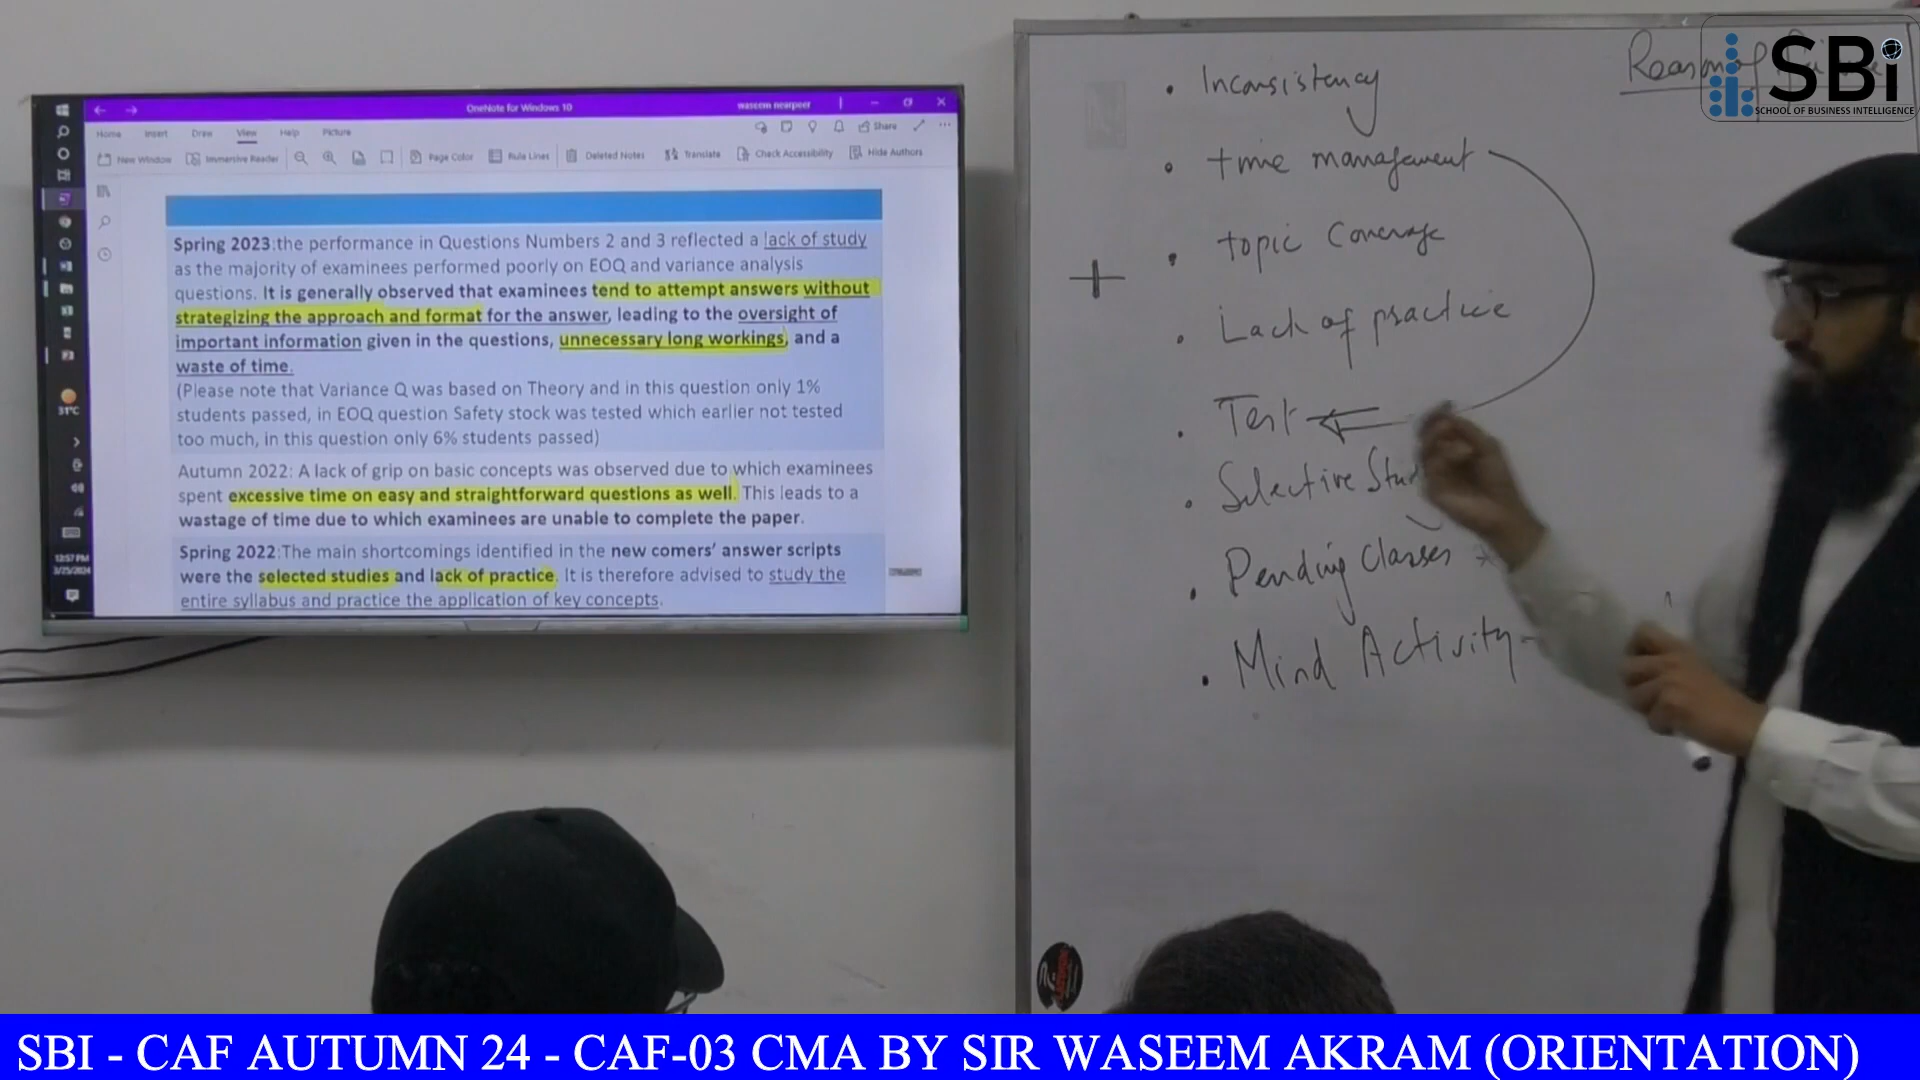 OneNote for Windows 10
waseem nearpeer
Home Insert Draw View Help Picture
Share
New Window Immersive Reader Page Color Rule Lines Deleted Notes Translate Check Accessibility Hide Authors
Spring 2023:the performance in Questions Numbers 2 and 3 reflected a lack of study
as the majority of examinees performed poorly on EOQ and variance analysis
questions. It is generally observed that examinees tend to attempt answers without
strategizing the approach and format for the answer, leading to the oversight of
important information given in the questions, unnecessary long workings, and a
waste of time.
(Please note that Variance Q was based on Theory and in this question only 1%
students passed, in EOQ question Safety stock was tested which earlier not tested
too much, in this question only 6% students passed)
Autumn 2022: A lack of grip on basic concepts was observed due to which examinees
spent excessive time on easy and straightforward questions as well. This leads to a
wastage of time due to which examinees are unable to complete the paper.
Spring 2022:The main shortcomings identified in the new comers’ answer scripts
were the selected studies and lack of practice. It is therefore advised to study the
entire syllabus and practice the application of key concepts.
31°C
12:57 PM
3/25/2024
Reason of
• Inconsistency
• time management
• topic Coverage
• Lack of practice
• Test
• Selective Stud
• Pending Classes
• Mind Activity
SBi
SCHOOL OF BUSINESS INTELLIGENCE
SBI - CAF AUTUMN 24 - CAF-03 CMA BY SIR WASEEM AKRAM (ORIENTATION)